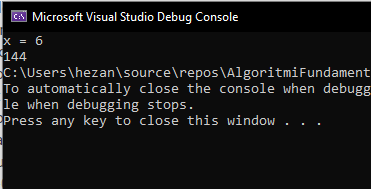 Microsoft Visual Studio Debug Console
x = 6
144
C:\Users\hezan\source\repos\AlgoritmiFundament
To automatically close the console when debugg
le when debugging stops.
Press any key to close this window . . .